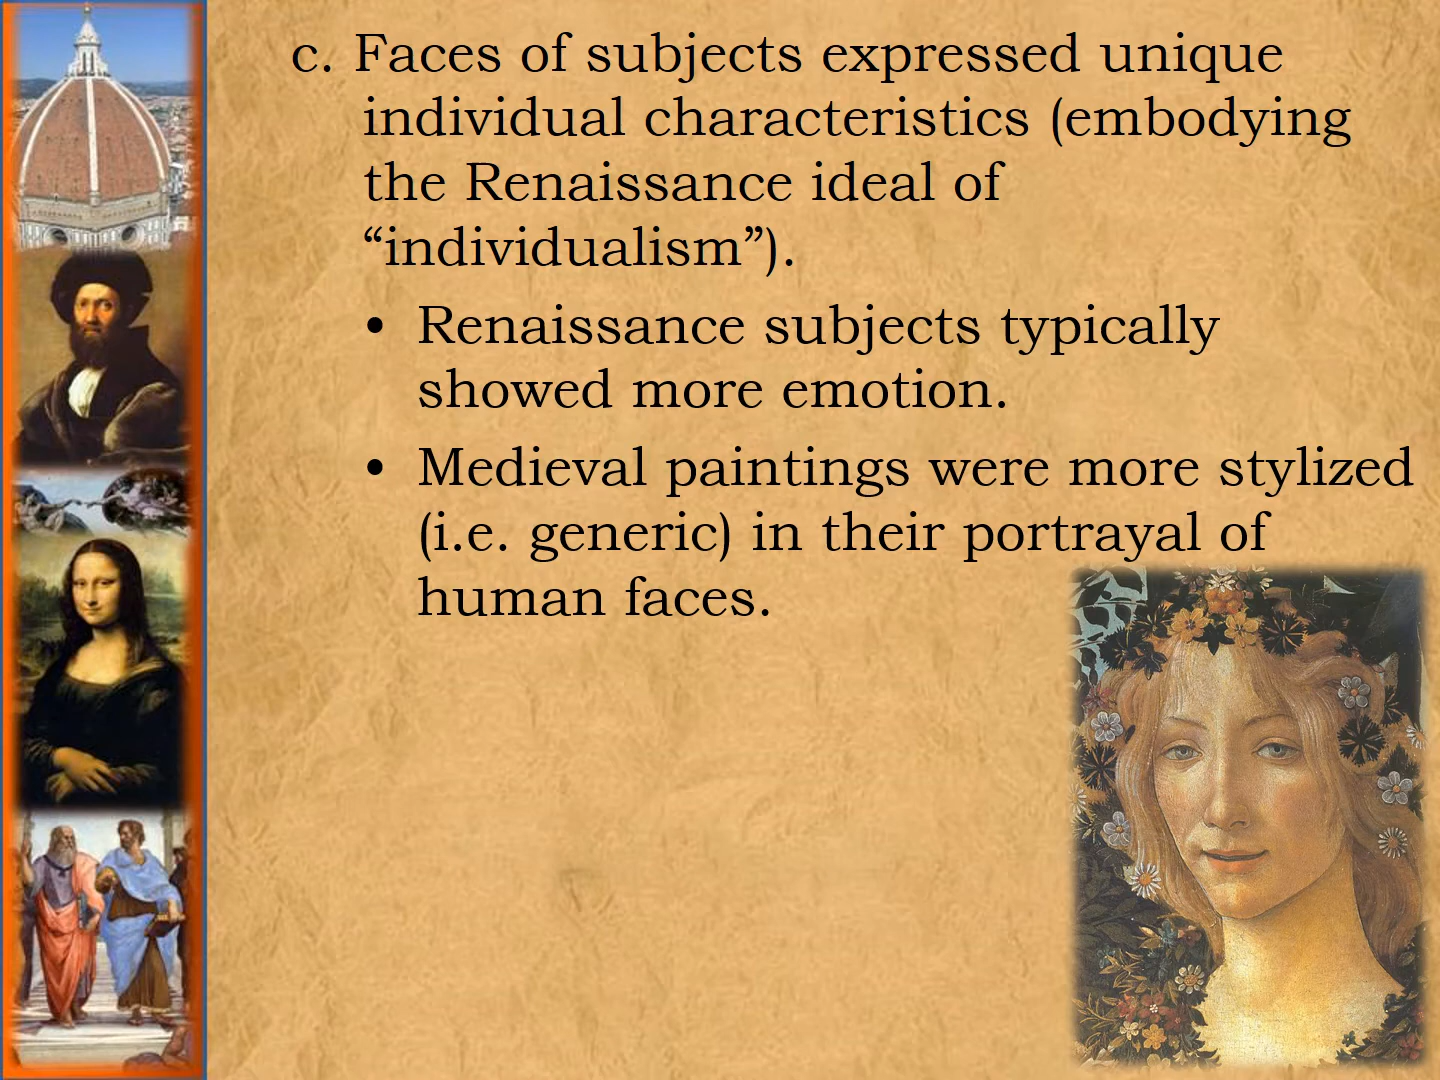 c. Faces of subjects expressed unique
individual characteristics (embodying
the Renaissance ideal of
“individualism”).
• Renaissance subjects typically
showed more emotion.
• Medieval paintings were more stylized
(i.e. generic) in their portrayal of
human faces.